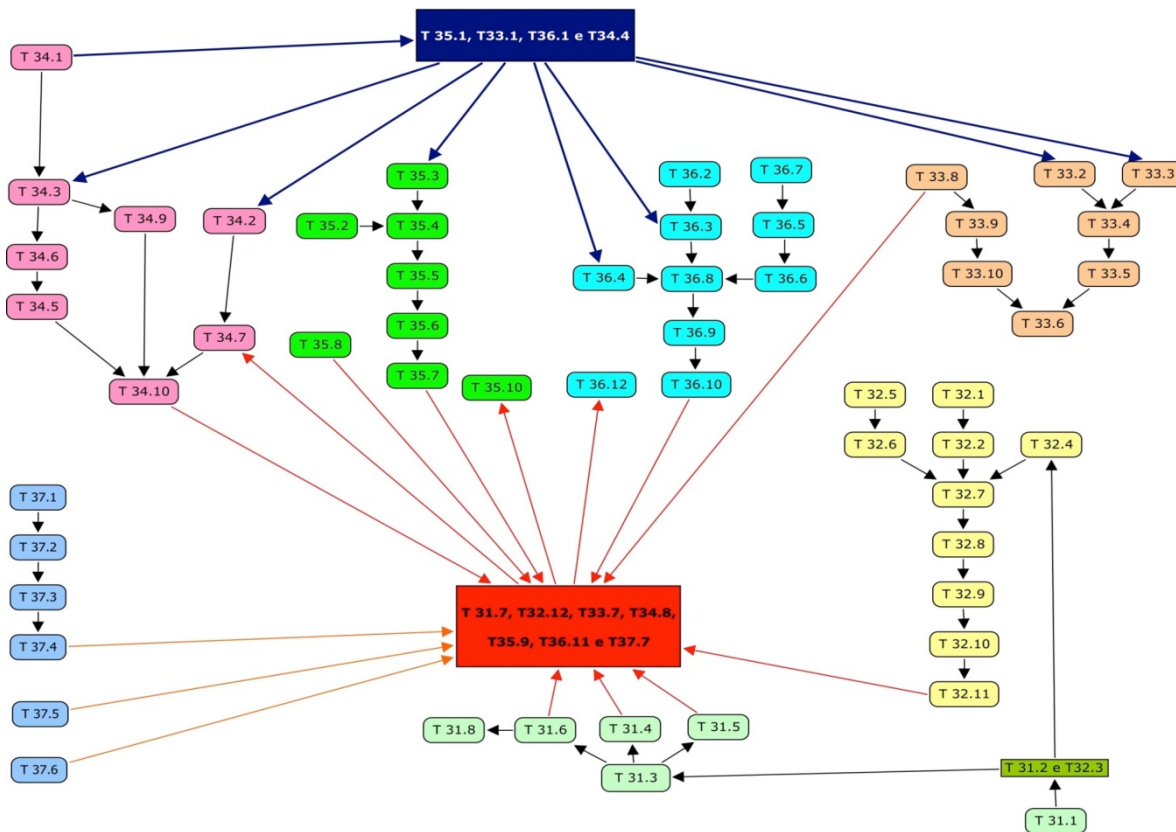 T 35.1, T33.1, T36.1 e T34.4
T 34.1
T 34.3
T 34.9
T 34.2
T 34.6
T 34.5
T 34.7
T 34.10
T 35.3
T 35.2
T 35.4
T 35.5
T 35.6
T 35.8
T 35.7
T 35.10
T 36.2
T 36.7
T 36.3
T 36.5
T 36.4
T 36.8
T 36.6
T 36.9
T 36.12
T 36.10
T 33.8
T 33.2
T 33.3
T 33.9
T 33.4
T 33.10
T 33.5
T 33.6
T 32.5
T 32.1
T 32.6
T 32.2
T 32.4
T 32.7
T 32.8
T 32.9
T 32.10
T 32.11
T 37.1
T 37.2
T 37.3
T 37.4
T 37.5
T 37.6
T 31.7, T32.12, T33.7, T34.8,
T35.9, T36.11 e T37.7
T 31.8
T 31.6
T 31.4
T 31.5
T 31.3
T 31.2 e T32.3
T 31.1